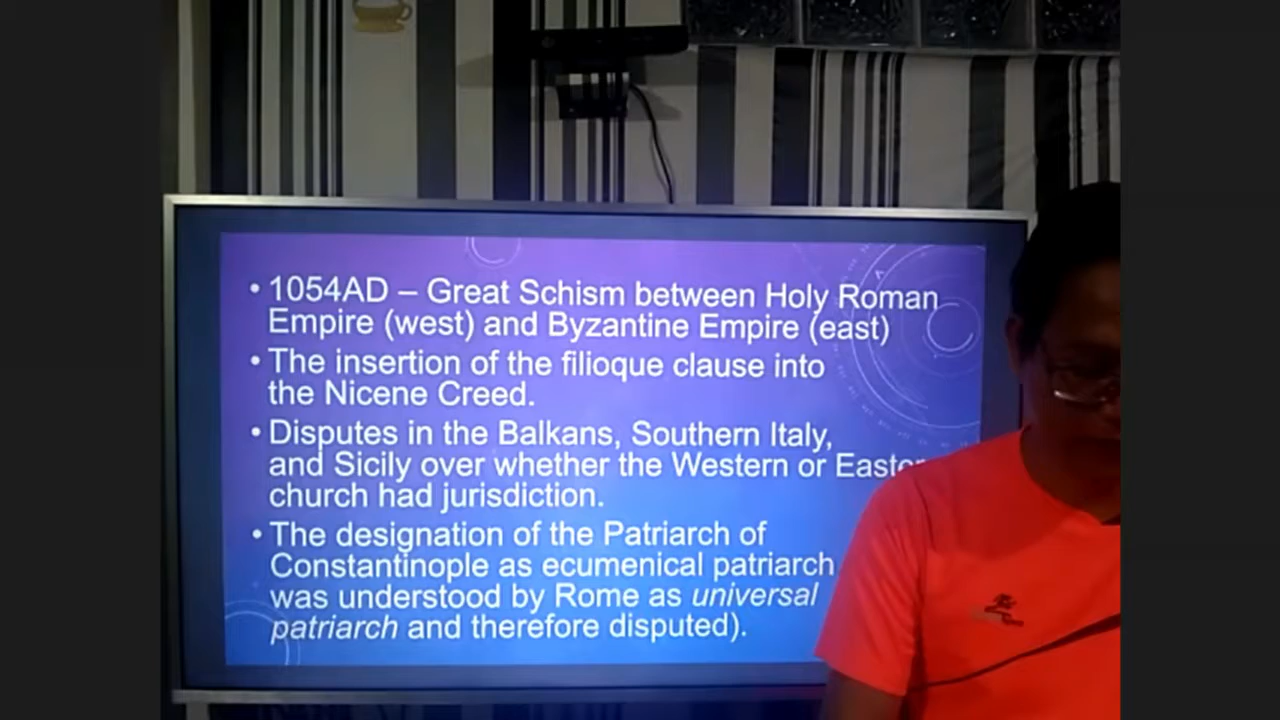 • 1054AD – Great Schism between Holy Roman
Empire (west) and Byzantine Empire (east)
• The insertion of the filioque clause into
the Nicene Creed.
• Disputes in the Balkans, Southern Italy,
and Sicily over whether the Western or
church had jurisdiction.
• The designation of the Patriarch of
Constantinople as ecumenical patriarch
was understood by Rome as universal
patriarch and therefore disputed).